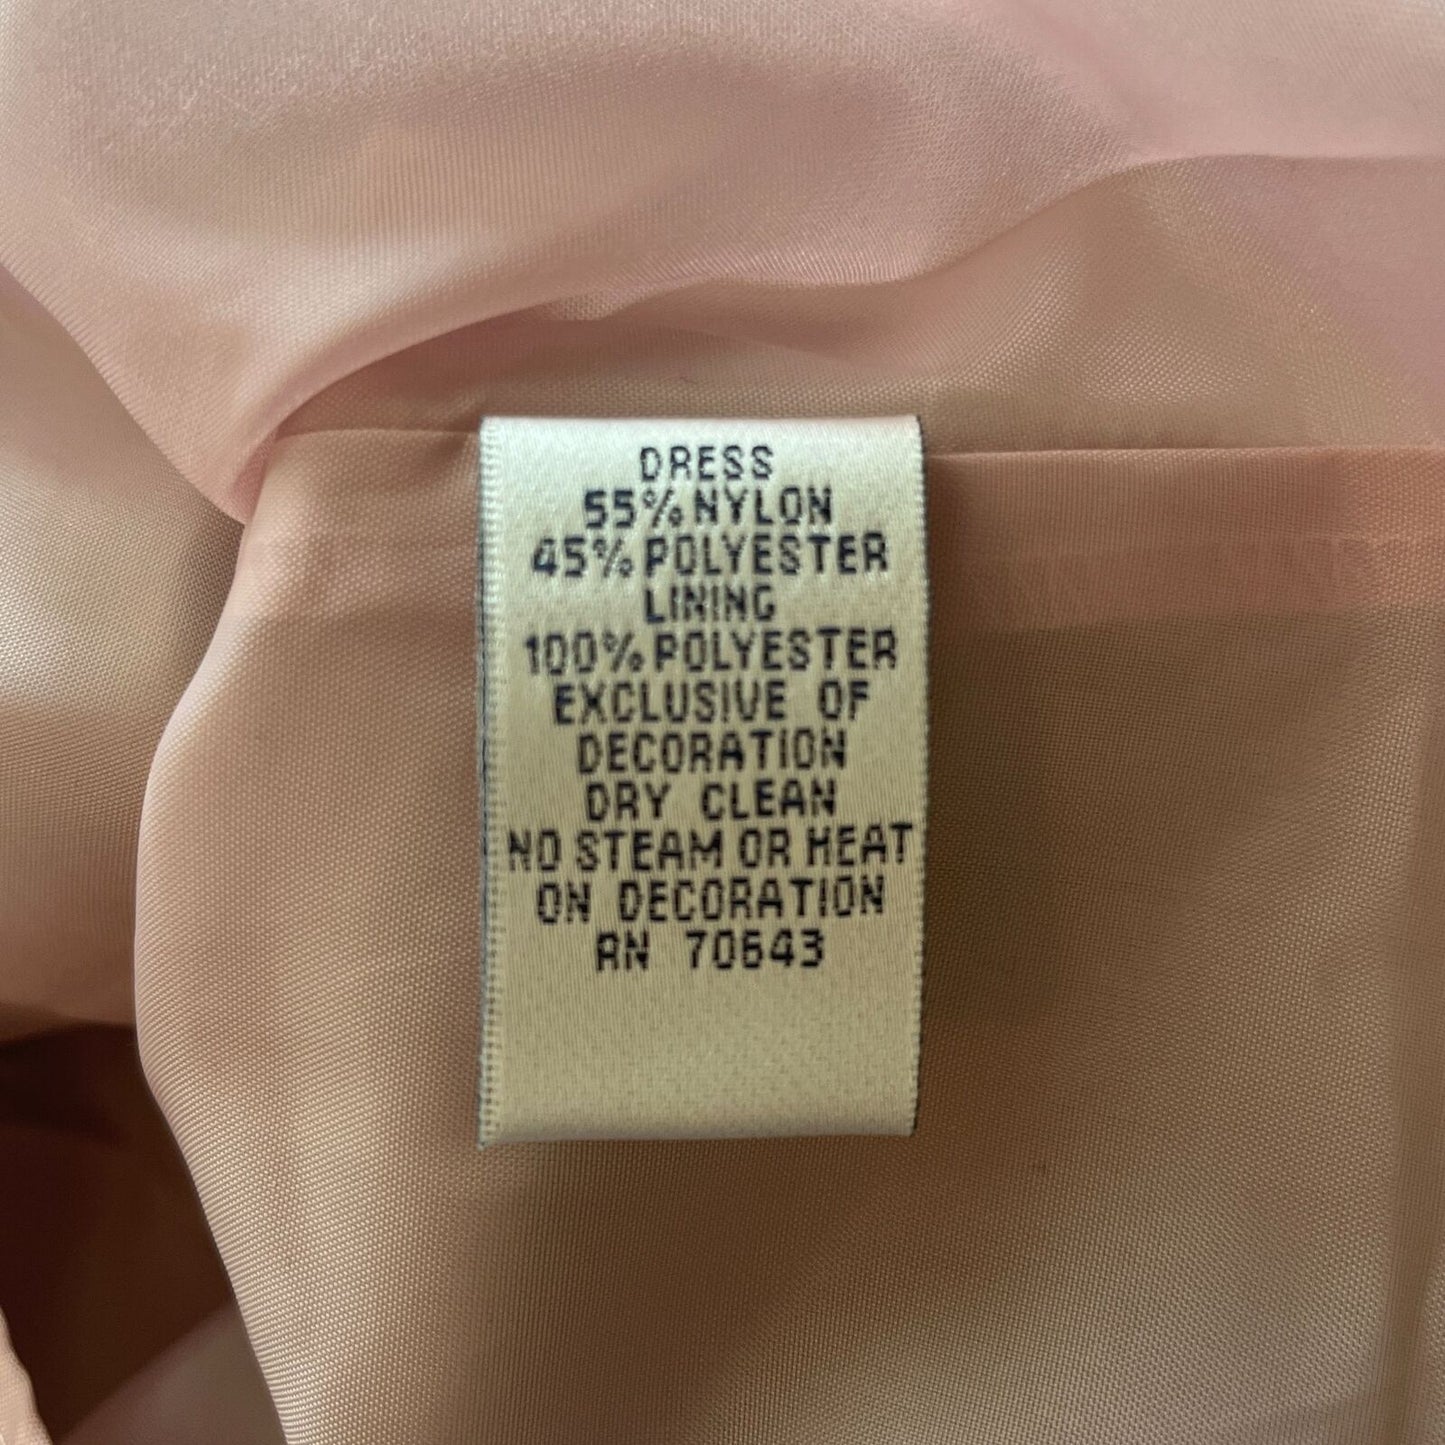 DRESS
55% NYLON
45% POLYESTER
LINING
100% POLYESTER
EXCLUSIVE OF
DECORATION
DRY CLEAN
NO STEAM OR HEAT
ON DECORATION
RN 70643